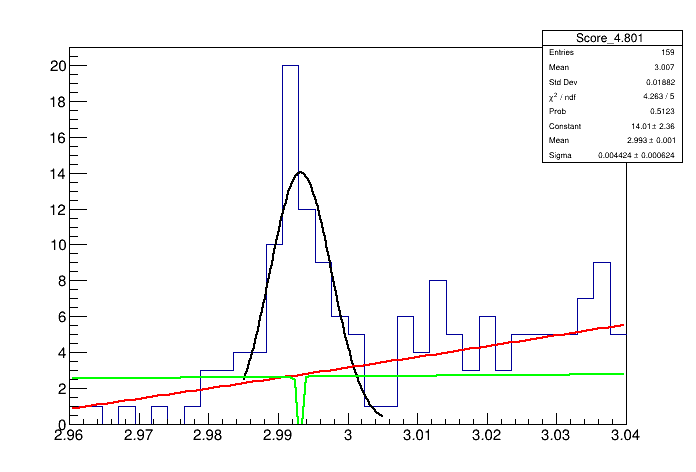 Score_4.801
Entries 159
Mean 3.007
Std Dev 0.01882
χ² / ndf 4.263 / 5
Prob 0.5123
Constant 14.01 ± 2.36
Mean 2.993 ± 0.001
Sigma 0.004424 ± 0.000624
20
18
16
14
12
10
8
6
4
2
0
2.96 2.97 2.98 2.99 3 3.01 3.02 3.03 3.04